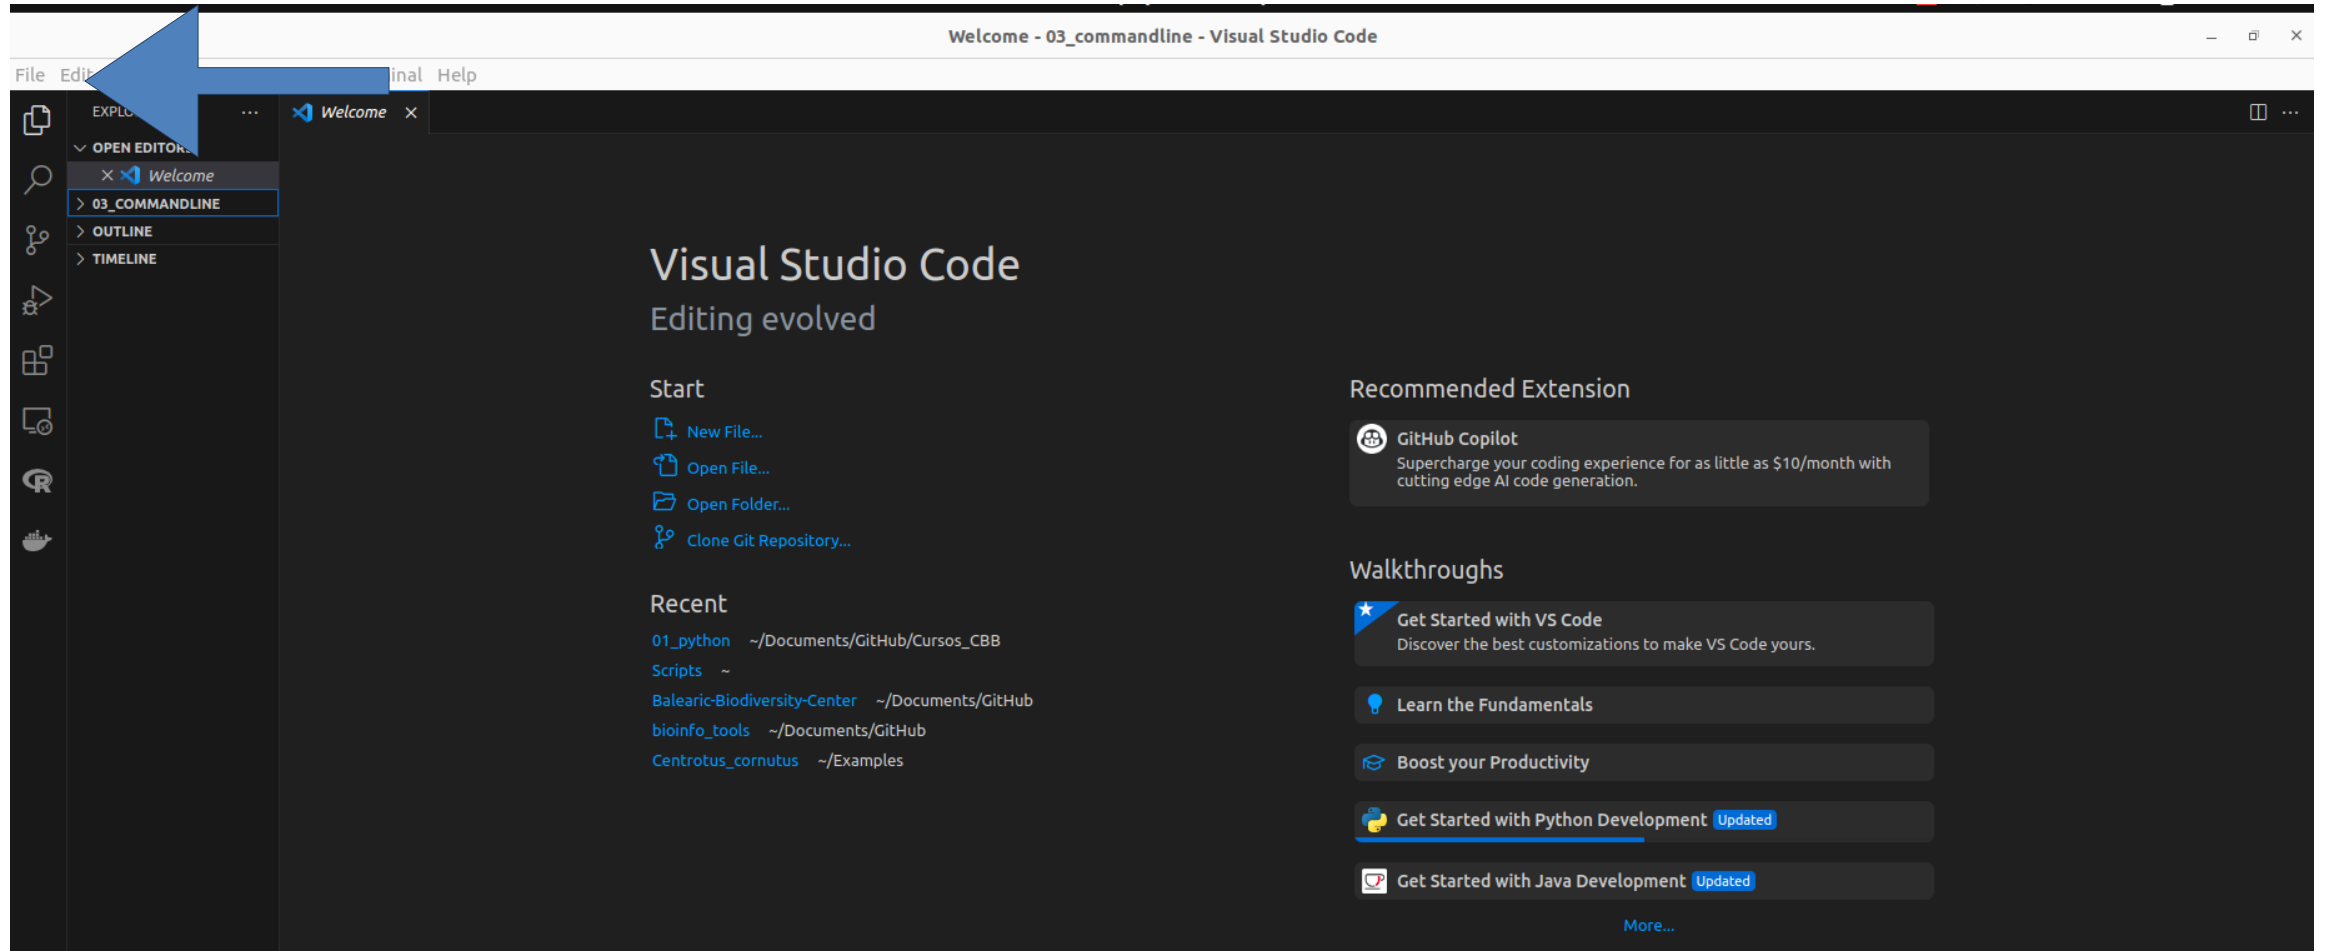 Welcome - 03_commandline - Visual Studio Code
File Edit Help
Welcome
OPEN EDITORS
Welcome
03_COMMANDLINE
OUTLINE
TIMELINE
Visual Studio Code
Editing evolved
Start
New File...
Open File...
Open Folder...
Clone Git Repository...
Recent
01_python ~/Documents/GitHub/Cursos_CBB
Scripts ~
Balearic-Biodiversity-Center ~/Documents/GitHub
bioinfo_tools ~/Documents/GitHub
Centrotus_cornutus ~/Examples
Recommended Extension
GitHub Copilot
Supercharge your coding experience for as little as $10/month with
cutting edge AI code generation.
Walkthroughs
Get Started with VS Code
Discover the best customizations to make VS Code yours.
Learn the Fundamentals
Boost your Productivity
Get Started with Python Development Updated
Get Started with Java Development Updated
More...